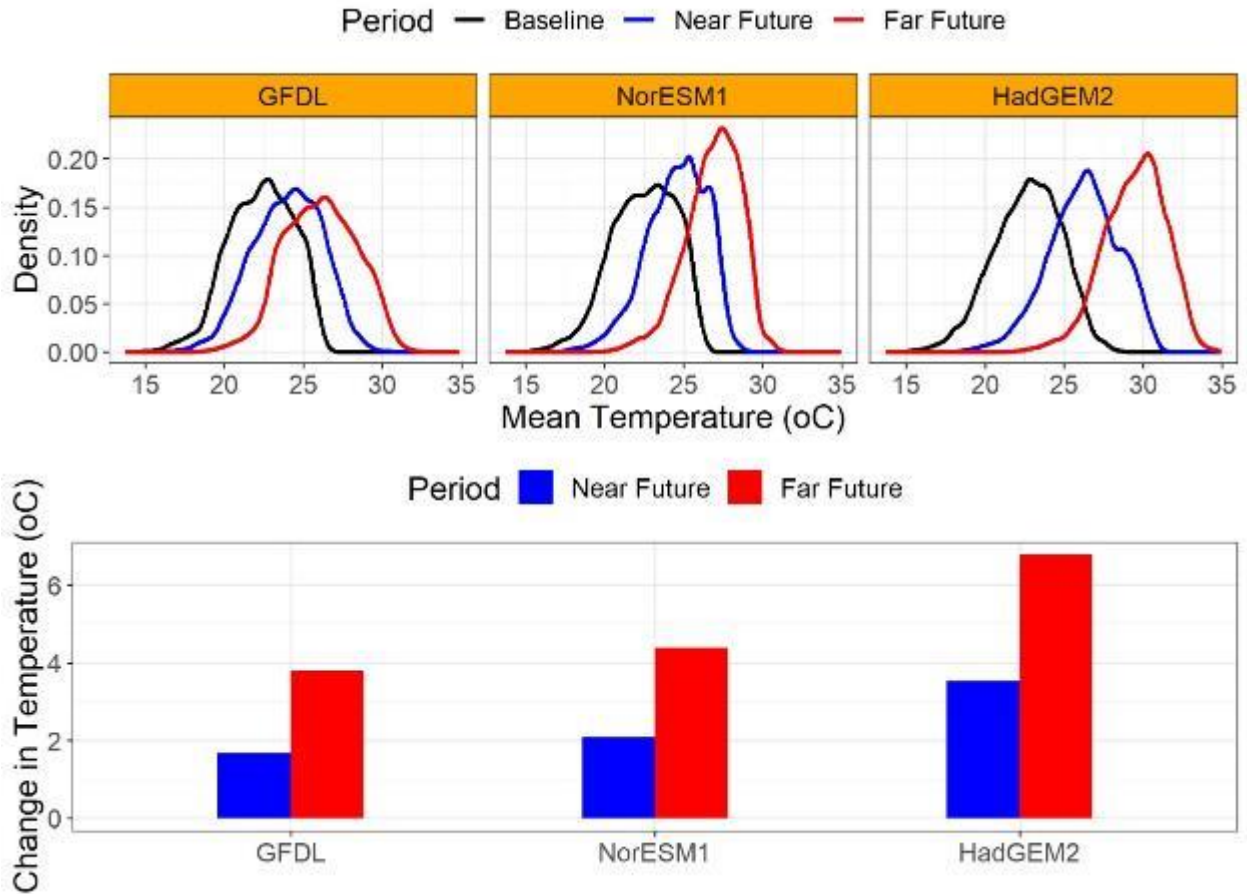 Period Baseline Near Future Far Future
GFDL NorESM1 HadGEM2
Density
0.20
0.15
0.10
0.05
0.00
15 20 25 30 35 15 20 25 30 35 15 20 25 30 35
Mean Temperature (oC)
Period Near Future Far Future
Change in Temperature (oC)
6
4
2
0
GFDL NorESM1 HadGEM2